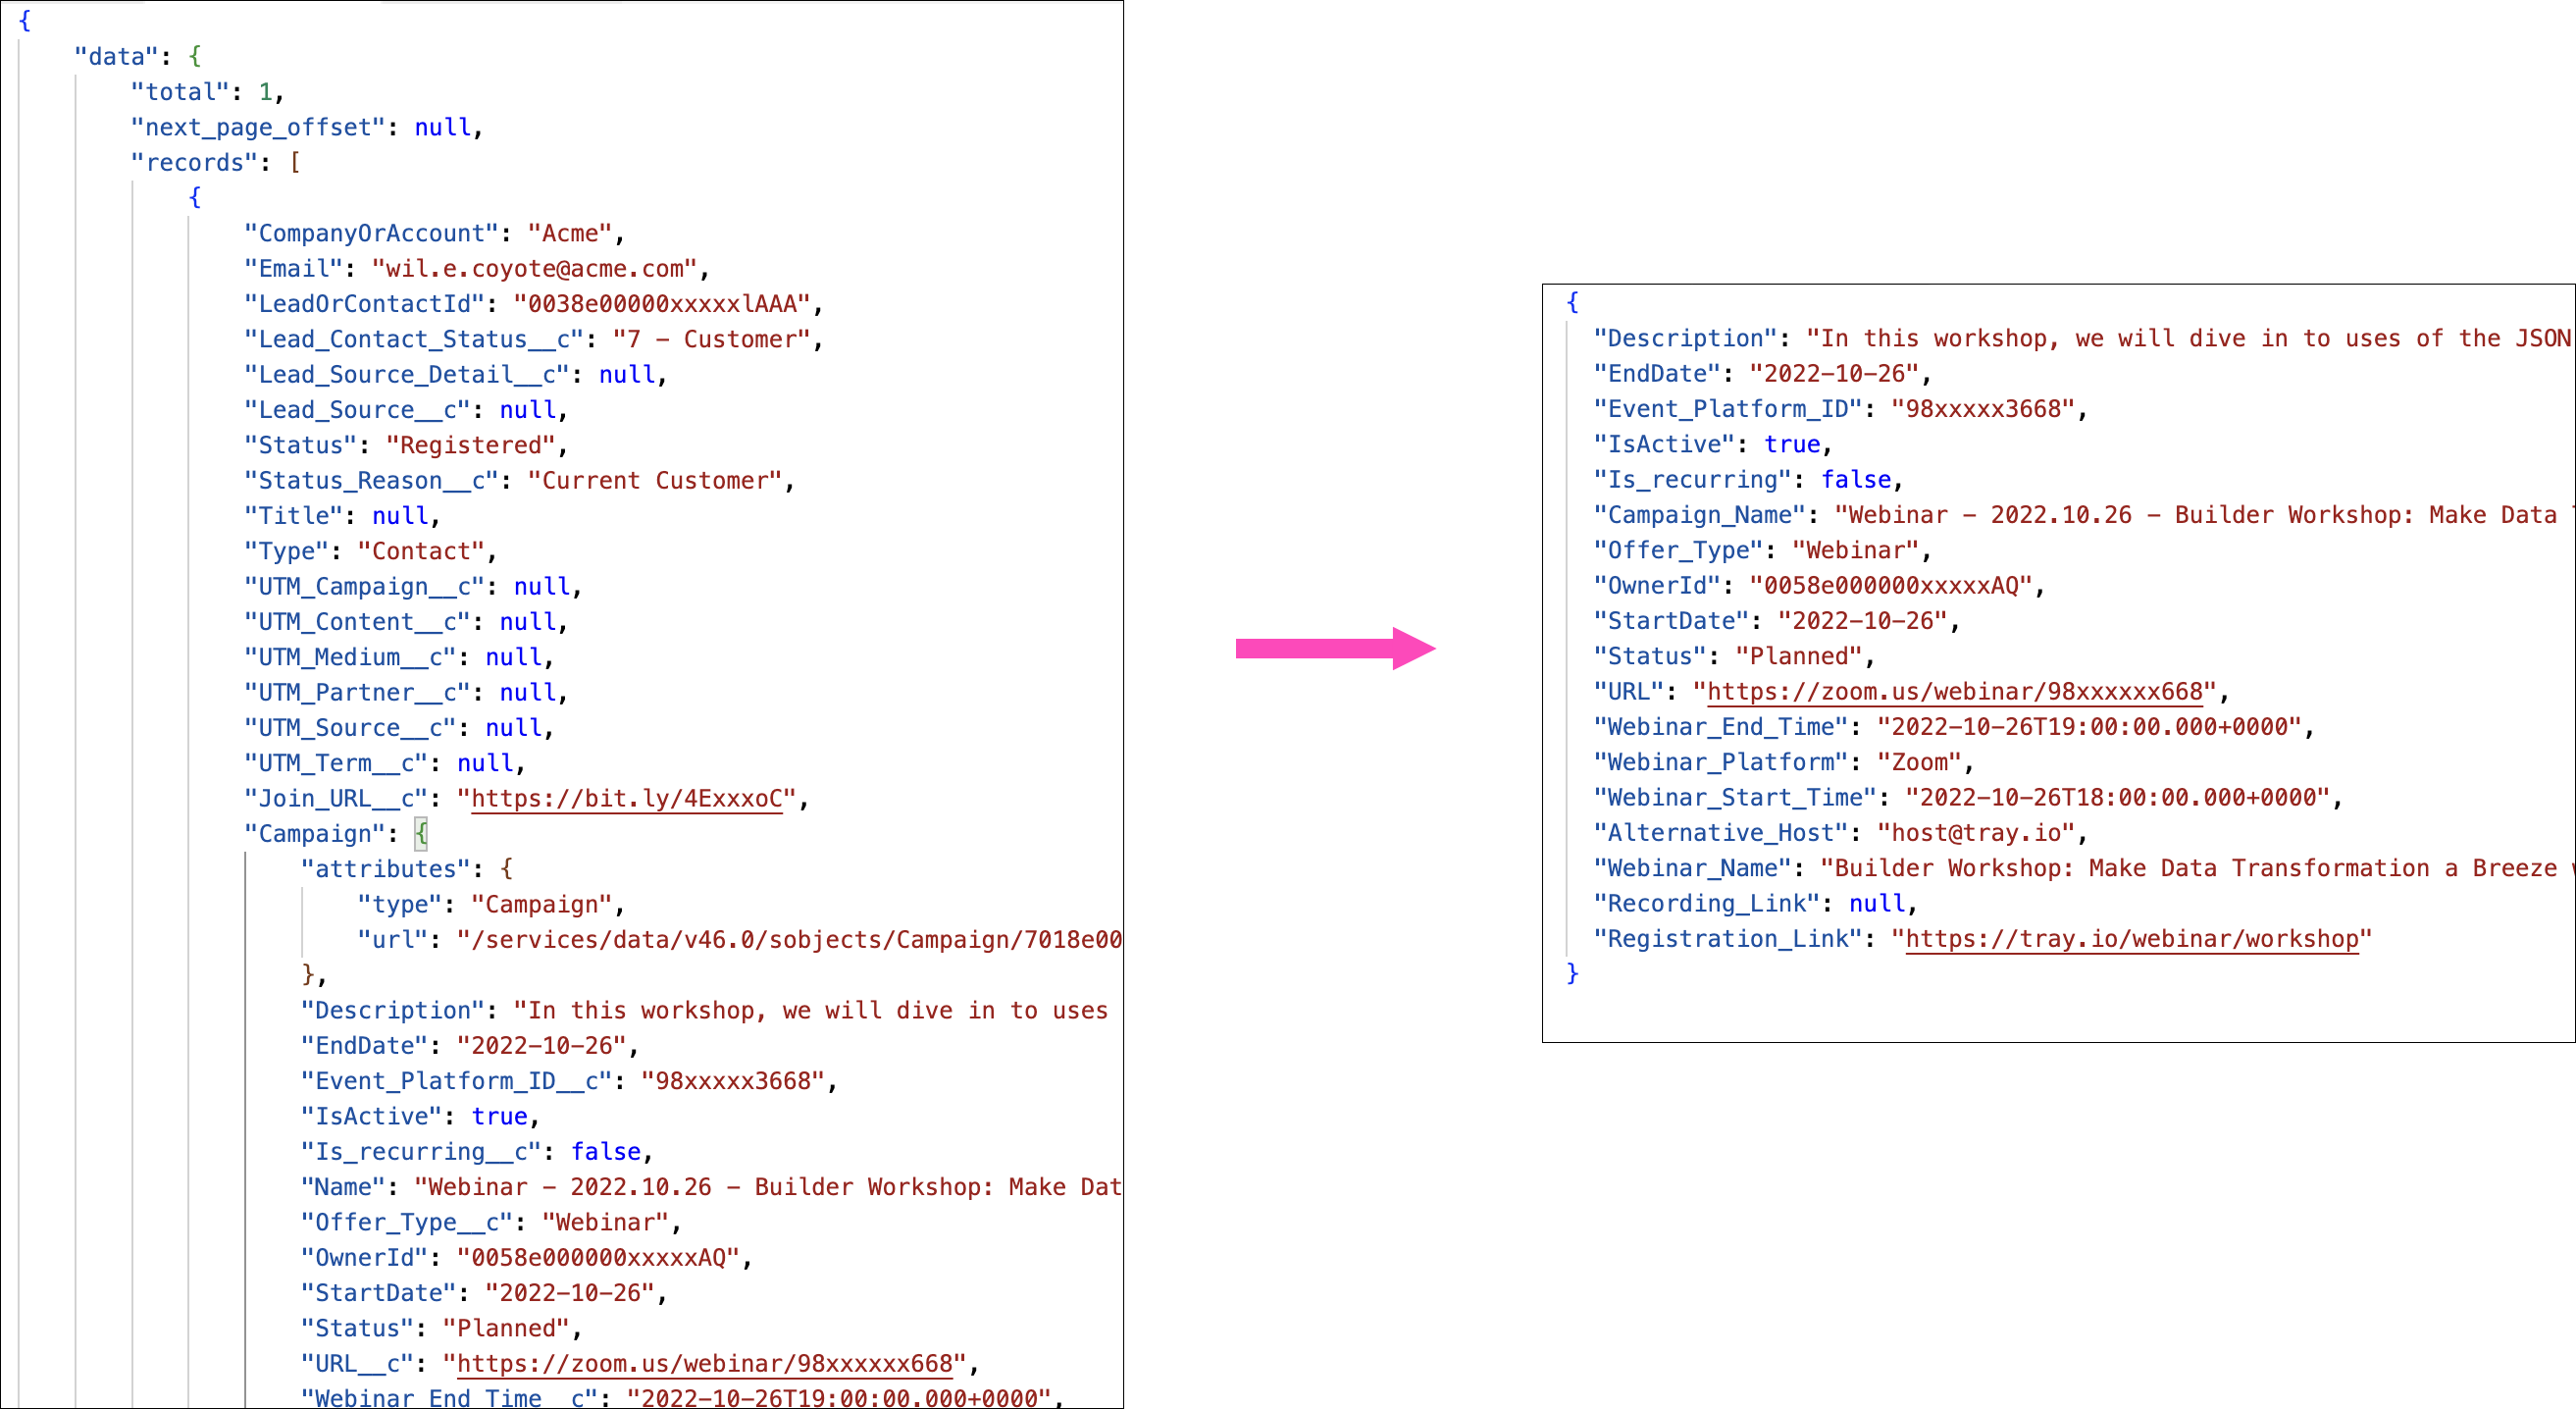 {
"data": {
"total": 1,
"next_page_offset": null,
"records": [
{
"CompanyOrAccount": "Acme",
"Email": "wil.e.coyote@acme.com",
"LeadOrContactId": "0038e00000xxxxxlAAA",
"Lead_Contact_Status__c": "7 - Customer",
"Lead_Source_Detail__c": null,
"Lead_Source__c": null,
"Status": "Registered",
"Status_Reason__c": "Current Customer",
"Title": null,
"Type": "Contact",
"UTM_Campaign__c": null,
"UTM_Content__c": null,
"UTM_Medium__c": null,
"UTM_Partner__c": null,
"UTM_Source__c": null,
"UTM_Term__c": null,
"Join_URL__c": "https://bit.ly/4ExxxoC",
"Campaign": {
"attributes": {
"type": "Campaign",
"url": "/services/data/v46.0/sobjects/Campaign/7018e00
},
"Description": "In this workshop, we will dive in to uses
"EndDate": "2022-10-26",
"Event_Platform_ID__c": "98xxxxx3668",
"IsActive": true,
"Is_recurring__c": false,
"Name": "Webinar - 2022.10.26 - Builder Workshop: Make Dat
"Offer_Type__c": "Webinar",
"OwnerId": "0058e000000xxxxxAQ",
"StartDate": "2022-10-26",
"Status": "Planned",
"URL__c": "https://zoom.us/webinar/98xxxxxx668",
"Webinar_End_Time__c": "2022-10-26T19:00:00.000+0000",
{
"Description": "In this workshop, we will dive in to uses of the JSON
"EndDate": "2022-10-26",
"Event_Platform_ID": "98xxxxx3668",
"IsActive": true,
"Is_recurring": false,
"Campaign_Name": "Webinar - 2022.10.26 - Builder Workshop: Make Data
"Offer_Type": "Webinar",
"OwnerId": "0058e000000xxxxxAQ",
"StartDate": "2022-10-26",
"Status": "Planned",
"URL": "https://zoom.us/webinar/98xxxxxx668",
"Webinar_End_Time": "2022-10-26T19:00:00.000+0000",
"Webinar_Platform": "Zoom",
"Webinar_Start_Time": "2022-10-26T18:00:00.000+0000",
"Alternative_Host": "host@tray.io",
"Webinar_Name": "Builder Workshop: Make Data Transformation a Breeze
"Recording_Link": null,
"Registration_Link": "https://tray.io/webinar/workshop"
}